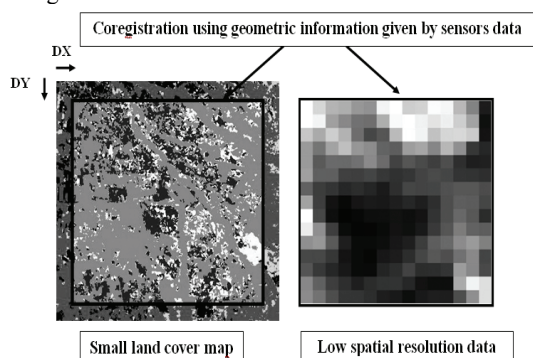 Coregistration using geometric information given by sensors data
DX
DY
Small land cover map
Low spatial resolution data